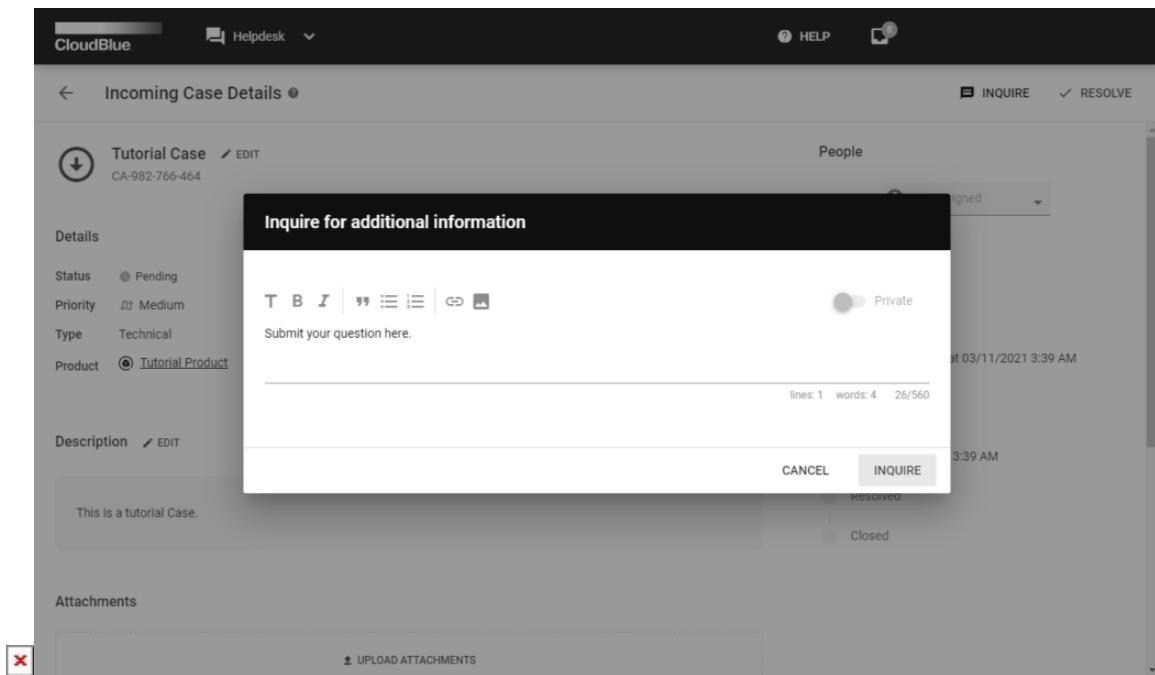 CloudBlue
Helpdesk
HELP
Incoming Case Details
INQUIRE
RESOLVE
Tutorial Case
EDIT
CA-982-766-464
People
Inquire for additional information
Details
Status
Pending
Priority
Medium
Type
Technical
Product
Tutorial Product
T B I
Private
Submit your question here.
at 03/11/2021 3:39 AM
lines: 1 words: 4 26/560
Description
EDIT
CANCEL
INQUIRE
3:39 AM
Resolved
This is a tutorial Case.
Closed
Attachments
UPLOAD ATTACHMENTS